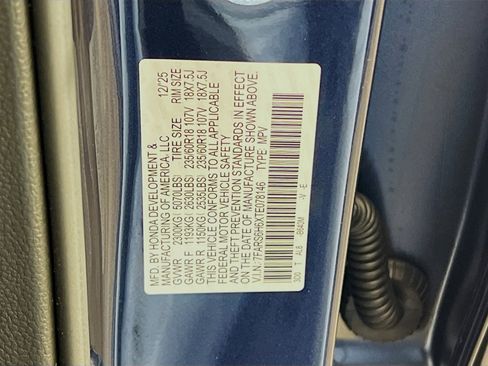 MFD. BY HONDA DEVELOPMENT & 12/25
MANUFACTURING OF AMERICA, LLC
TIRE SIZE RIM SIZE
GVWR 2300KG( 5070LBS)
GAWR F 1193KG( 2630LBS) 235/60R18 107V 18X7.5J
GAWR R 1150KG( 2535LBS) 235/60R18 107V 18X7.5J
THIS VEHICLE CONFORMS TO ALL APPLICABLE
FEDERAL MOTOR VEHICLE SAFETY
AND THEFT PREVENTION STANDARDS IN EFFECT
ON THE DATE OF MANUFACTURE SHOWN ABOVE.
V.I.N.: TYPE: MPV
300 T AL8